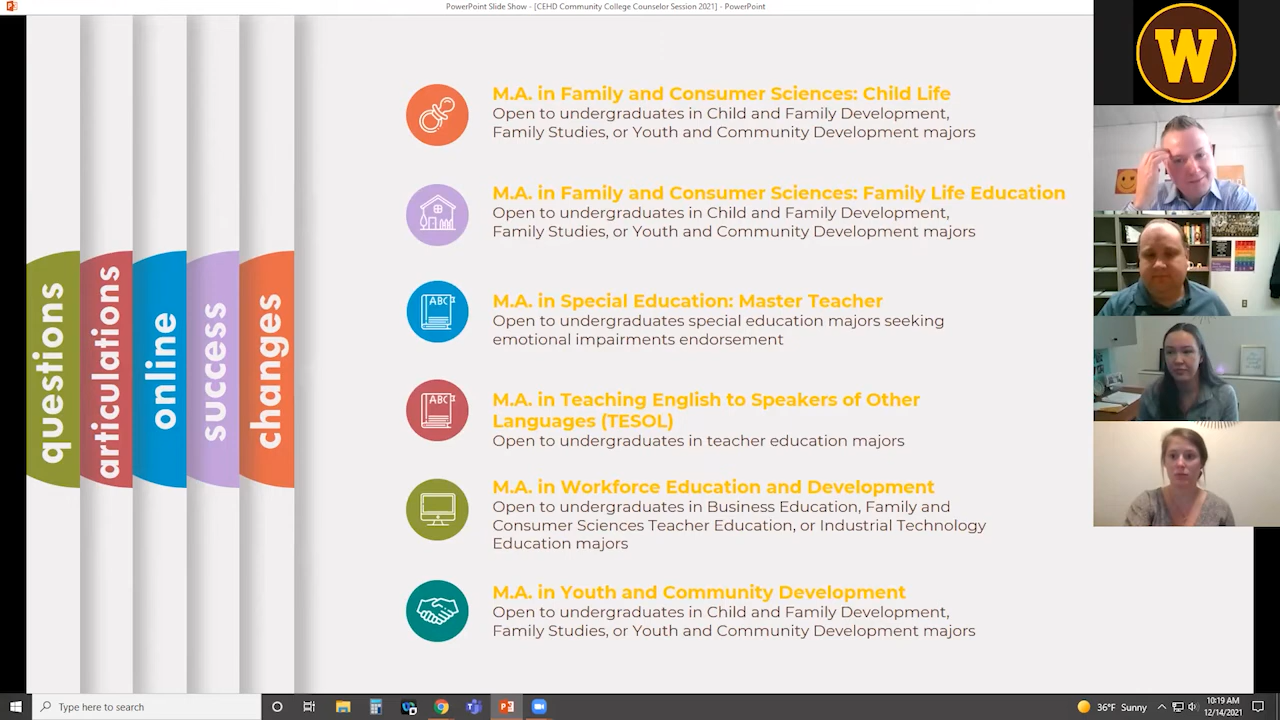 PowerPoint Slide Show - [CEHD Community College Counselor Session 2021] - PowerPoint
W
questions
articulations
online
success
changes
M.A. in Family and Consumer Sciences: Child Life
Open to undergraduates in Child and Family Development,
Family Studies, or Youth and Community Development majors
M.A. in Family and Consumer Sciences: Family Life Education
Open to undergraduates in Child and Family Development,
Family Studies, or Youth and Community Development majors
ABC
M.A. in Special Education: Master Teacher
Open to undergraduates special education majors seeking
emotional impairments endorsement
ABC
M.A. in Teaching English to Speakers of Other
Languages (TESOL)
Open to undergraduates in teacher education majors
M.A. in Workforce Education and Development
Open to undergraduates in Business Education, Family and
Consumer Sciences Teacher Education, or Industrial Technology
Education majors
M.A. in Youth and Community Development
Open to undergraduates in Child and Family Development,
Family Studies, or Youth and Community Development majors
Type here to search
36°F Sunny
10:19 AM
12/14/2021